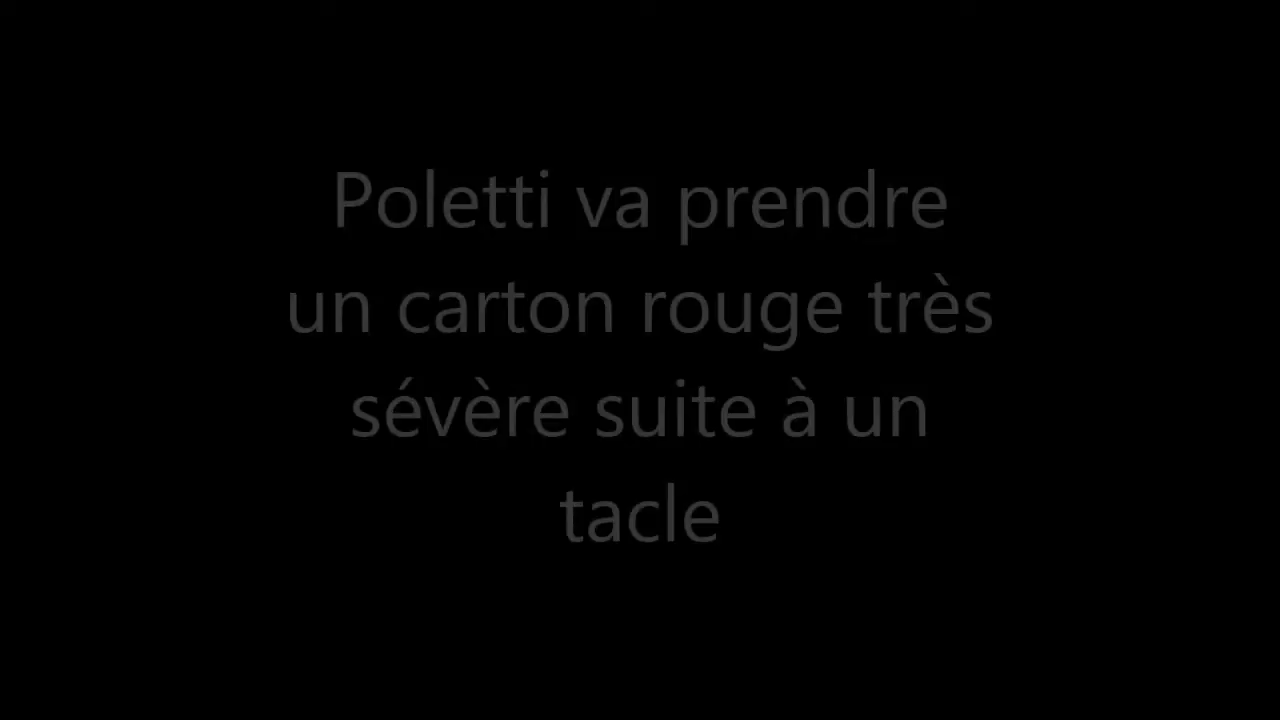 Poletti va prendre
un carton rouge très
sévère suite à un
tacle